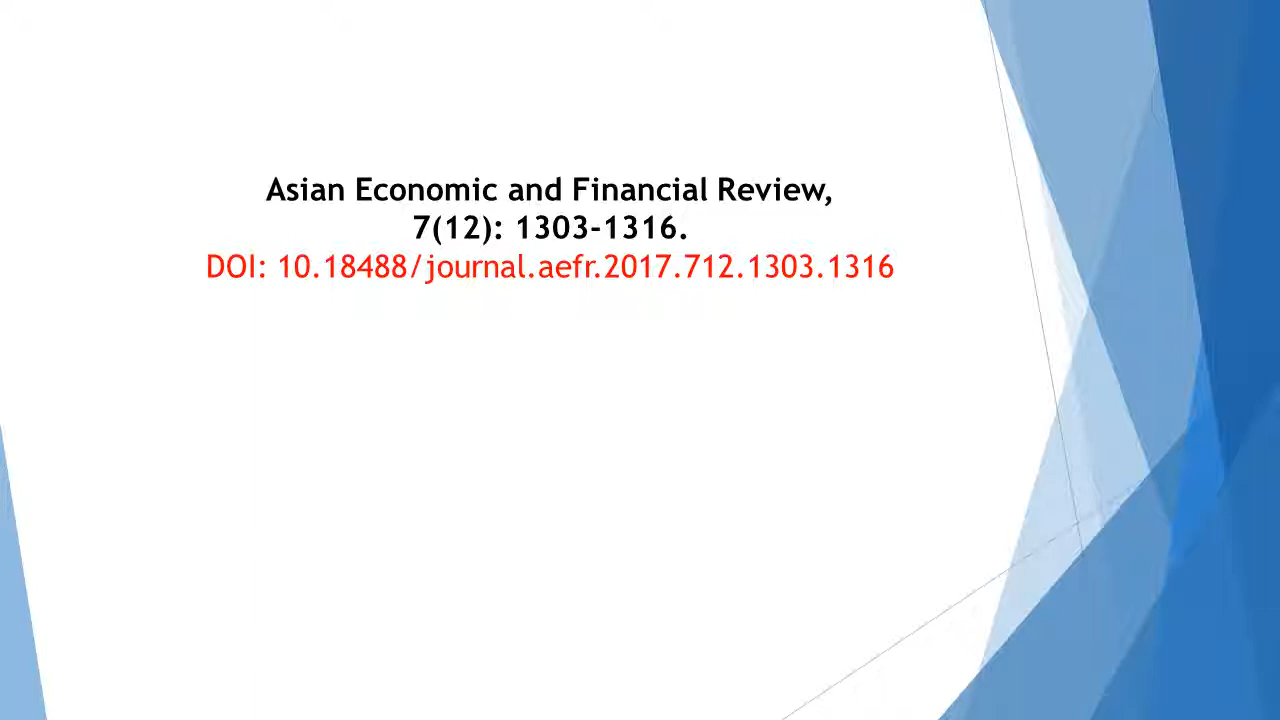 Asian Economic and Financial Review,
7(12): 1303-1316.
DOI: 10.18488/journal.aefr.2017.712.1303.1316